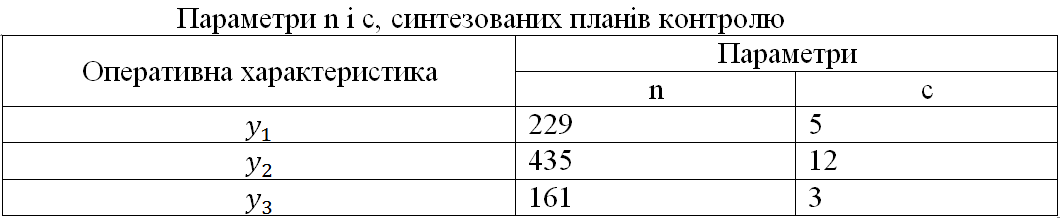 Параметри n і c, синтезованих планів контролю
Оперативна характеристика
Параметри
n
c
y₁
229
5
y₂
435
12
y₃
161
3